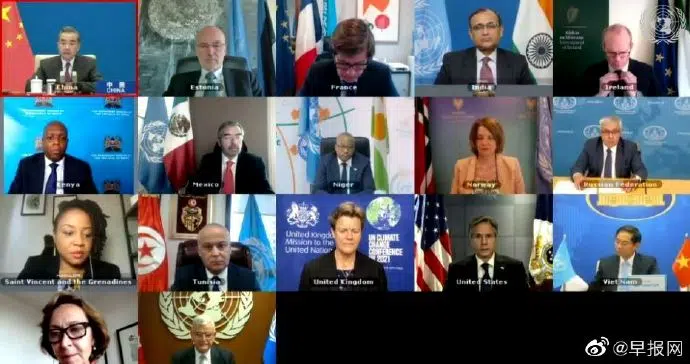 China
中国
CHINA
Estonia
France
India
Ireland
Kenya
Mexico
Niger
Norway
Russian Federation
Saint Vincent and the Grenadines
Tunisia
United Kingdom
Mission to the
United Nations
UN CLIMATE
CHANGE
CONFERENCE
UK 2021
United Kingdom
United States
Viet Nam
@早报网